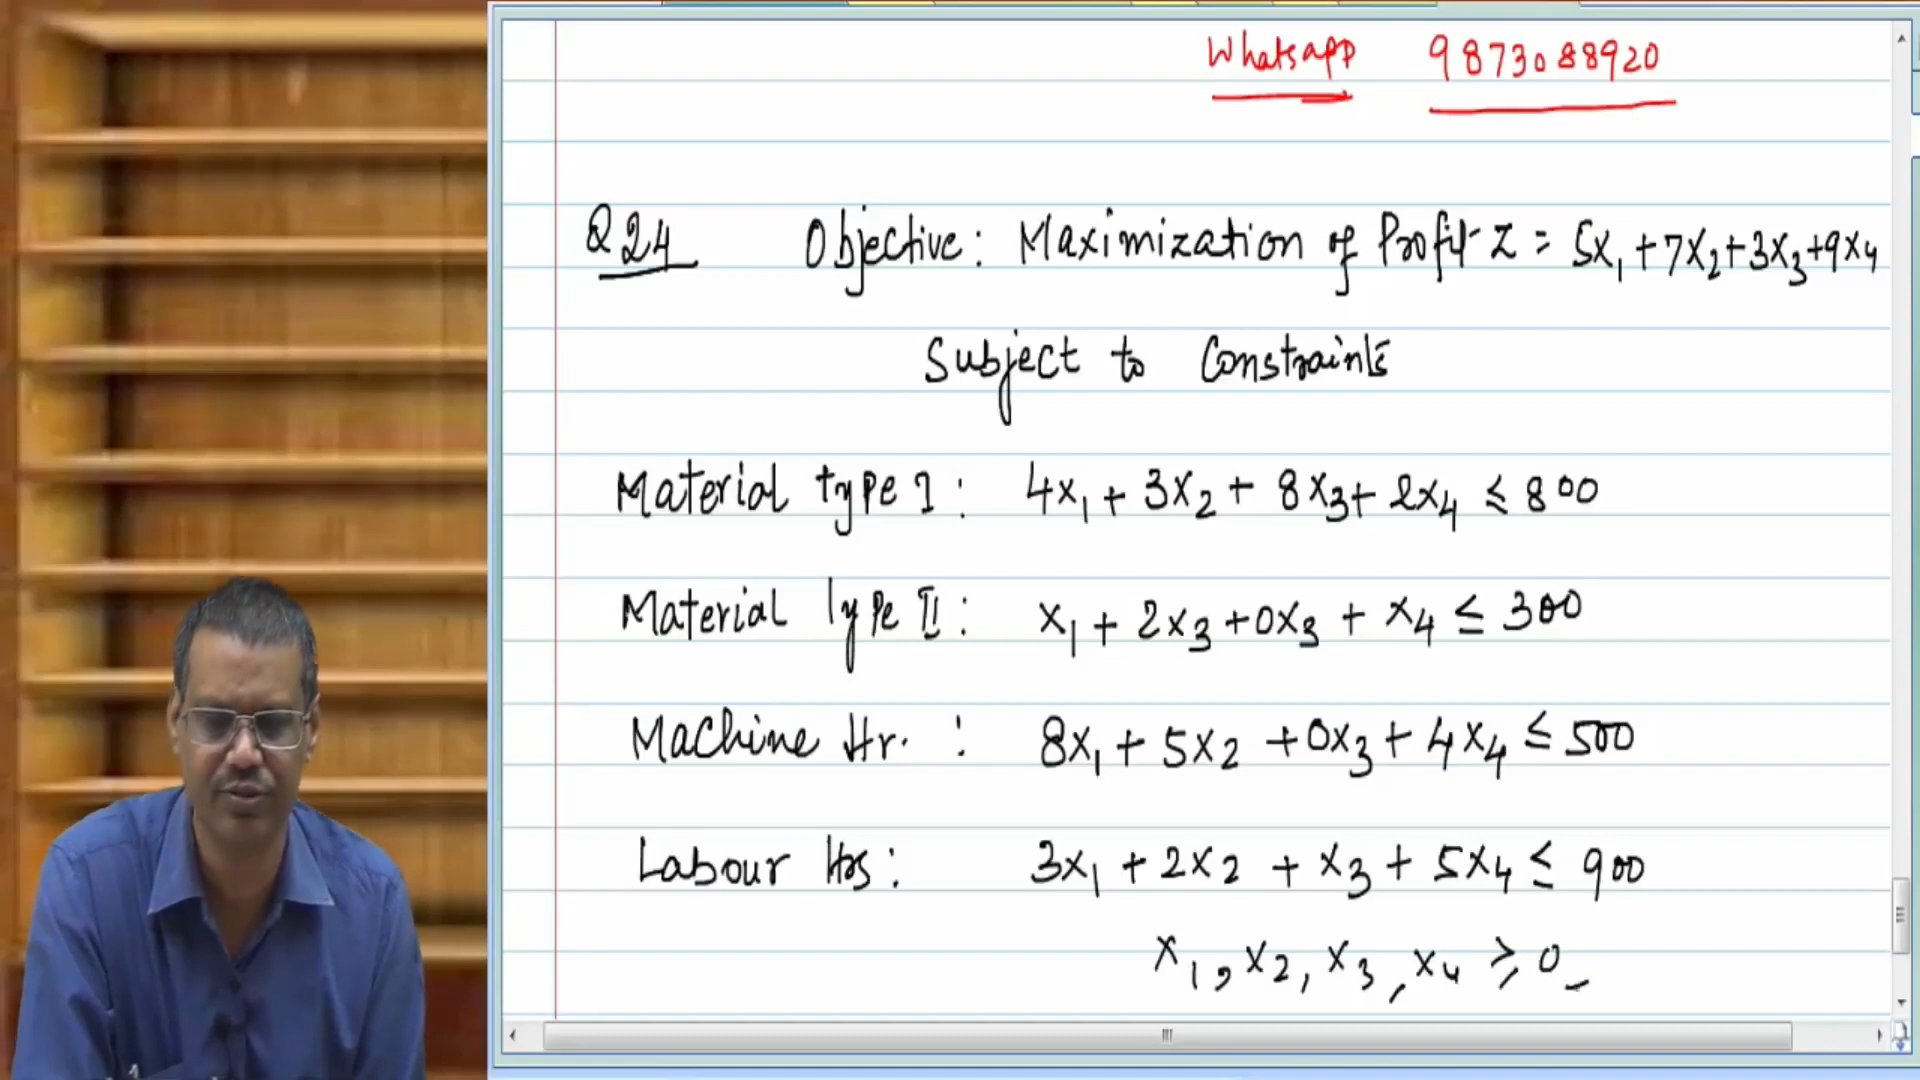 Whatsapp 9873088920
Q24 Objective: Maximization of Profit Z = 5x₁ + 7x₂ + 3x₃ + 9x₄
Subject to Constraints
Material type I: 4x₁ + 3x₂ + 8x₃ + 2x₄ ≤ 800
Material Type II: x₁ + 2x₃ + 0x₃ + x₄ ≤ 300
Machine Hr. : 8x₁ + 5x₂ + 0x₃ + 4x₄ ≤ 500
Labour Hrs: 3x₁ + 2x₂ + x₃ + 5x₄ ≤ 900
x₁, x₂, x₃, x₄ ≥ 0